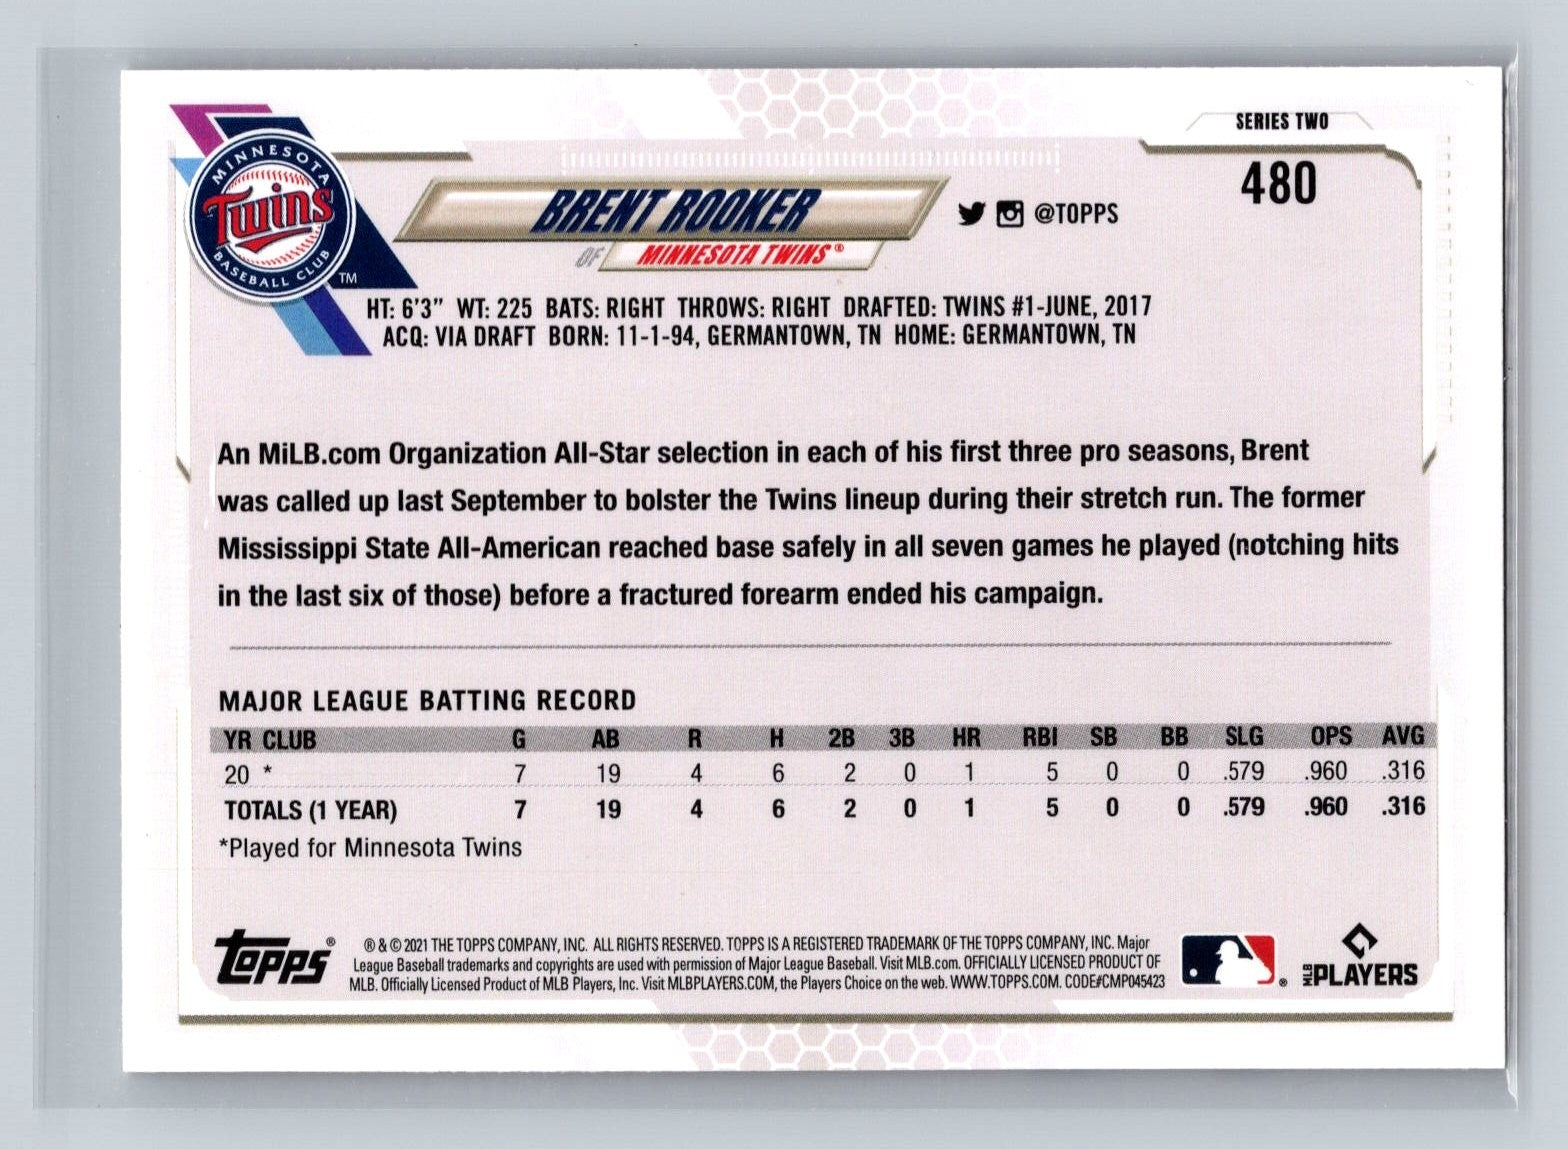 SERIES TWO
480
MINNESOTA
Twins
BASEBALL CLUB
TM
BRENT ROOKER
@TOPPS
OF MINNESOTA TWINS®
HT: 6'3” WT: 225 BATS: RIGHT THROWS: RIGHT DRAFTED: TWINS #1-JUNE, 2017
ACQ: VIA DRAFT BORN: 11-1-94, GERMANTOWN, TN HOME: GERMANTOWN, TN
An MiLB.com Organization All-Star selection in each of his first three pro seasons, Brent
was called up last September to bolster the Twins lineup during their stretch run. The former
Mississippi State All-American reached base safely in all seven games he played (notching hits
in the last six of those) before a fractured forearm ended his campaign.
MAJOR LEAGUE BATTING RECORD
YR CLUB G AB R H 2B 3B HR RBI SB BB SLG OPS AVG
20 * 7 19 4 6 2 0 1 5 0 0 .579 .960 .316
TOTALS (1 YEAR) 7 19 4 6 2 0 1 5 0 0 .579 .960 .316
*Played for Minnesota Twins
topps®
® & © 2021 THE TOPPS COMPANY, INC. ALL RIGHTS RESERVED. TOPPS IS A REGISTERED TRADEMARK OF THE TOPPS COMPANY, INC. Major
League Baseball trademarks and copyrights are used with permission of Major League Baseball. Visit MLB.com. OFFICIALLY LICENSED PRODUCT OF
MLB. Officially Licensed Product of MLB Players, Inc. Visit MLBPLAYERS.COM, the Players Choice on the web. WWW.TOPPS.COM. CODE#CMP045423
®
MLB PLAYERS